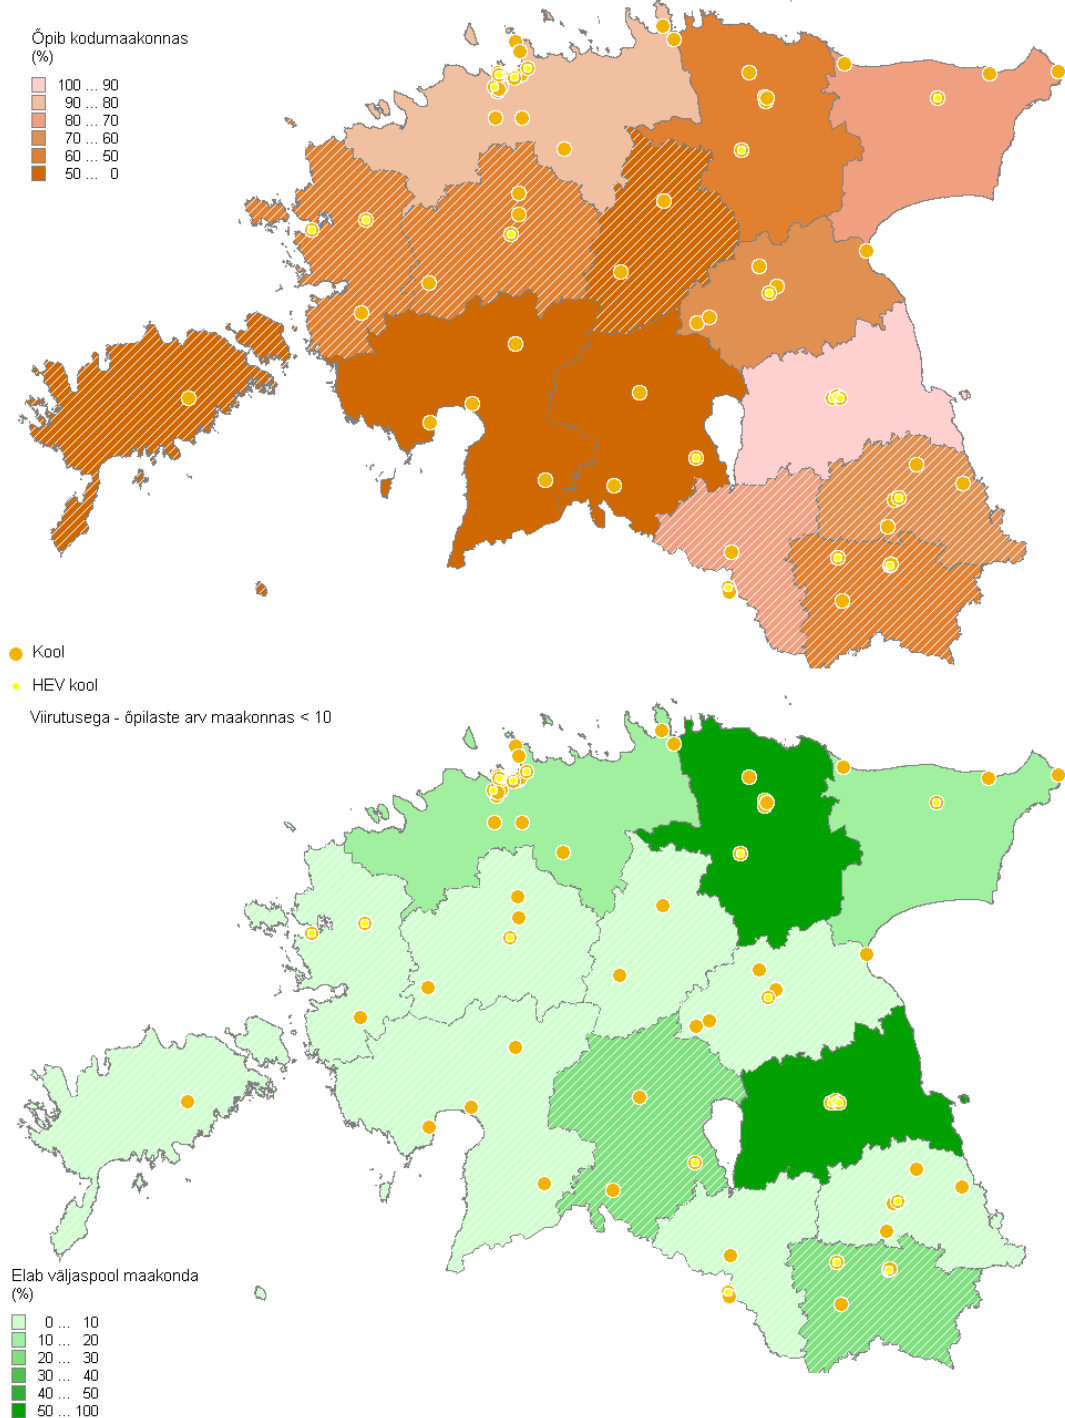 Õpib kodumaakonnas
(%)
100 ... 90
90 ... 80
80 ... 70
70 ... 60
60 ... 50
50 ... 0
Kool
HEV kool
Viirutusega - õpilaste arv maakonnas < 10
Elab väljaspool maakonda
(%)
0 ... 10
10 ... 20
20 ... 30
30 ... 40
40 ... 50
50 ... 100